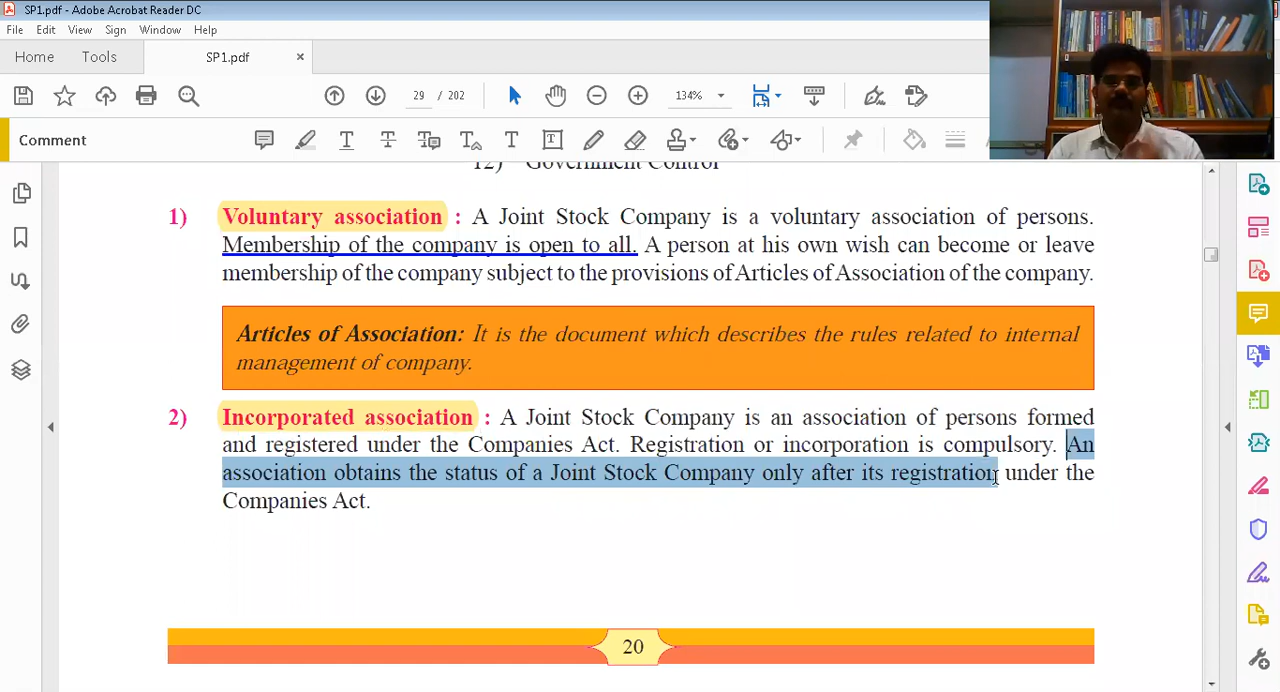 SP1.pdf - Adobe Acrobat Reader DC
File Edit View Sign Window Help
Home Tools SP1.pdf ×
29 / 202 134%
Comment
12) Government Control
1) Voluntary association : A Joint Stock Company is a voluntary association of persons.
Membership of the company is open to all. A person at his own wish can become or leave
membership of the company subject to the provisions of Articles of Association of the company.
Articles of Association: It is the document which describes the rules related to internal
management of company.
2) Incorporated association : A Joint Stock Company is an association of persons formed
and registered under the Companies Act. Registration or incorporation is compulsory. An
association obtains the status of a Joint Stock Company only after its registration under the
Companies Act.
20